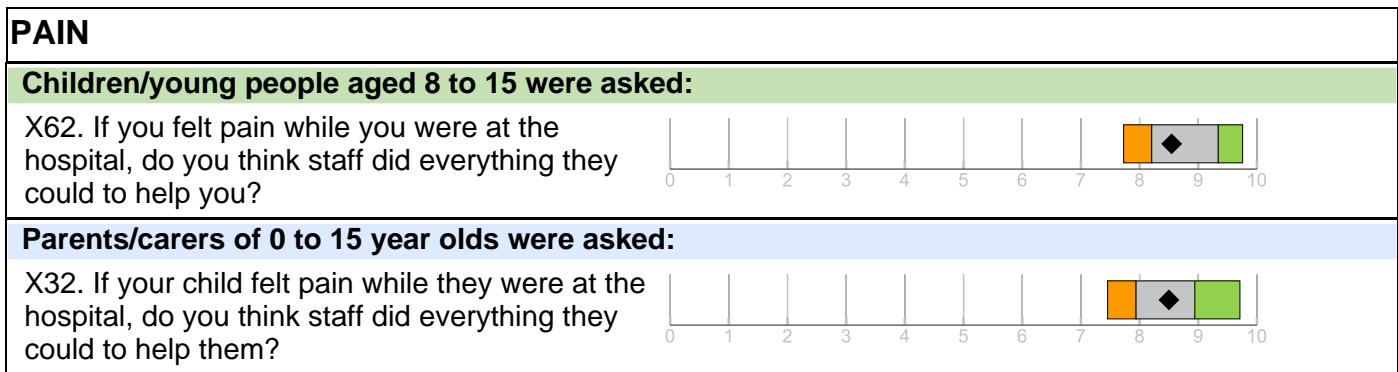 PAIN
Children/young people aged 8 to 15 were asked:
X62. If you felt pain while you were at the
hospital, do you think staff did everything they
could to help you?
0 1 2 3 4 5 6 7 8 9 10
Parents/carers of 0 to 15 year olds were asked:
X32. If your child felt pain while they were at the
hospital, do you think staff did everything they
could to help them?
0 1 2 3 4 5 6 7 8 9 10